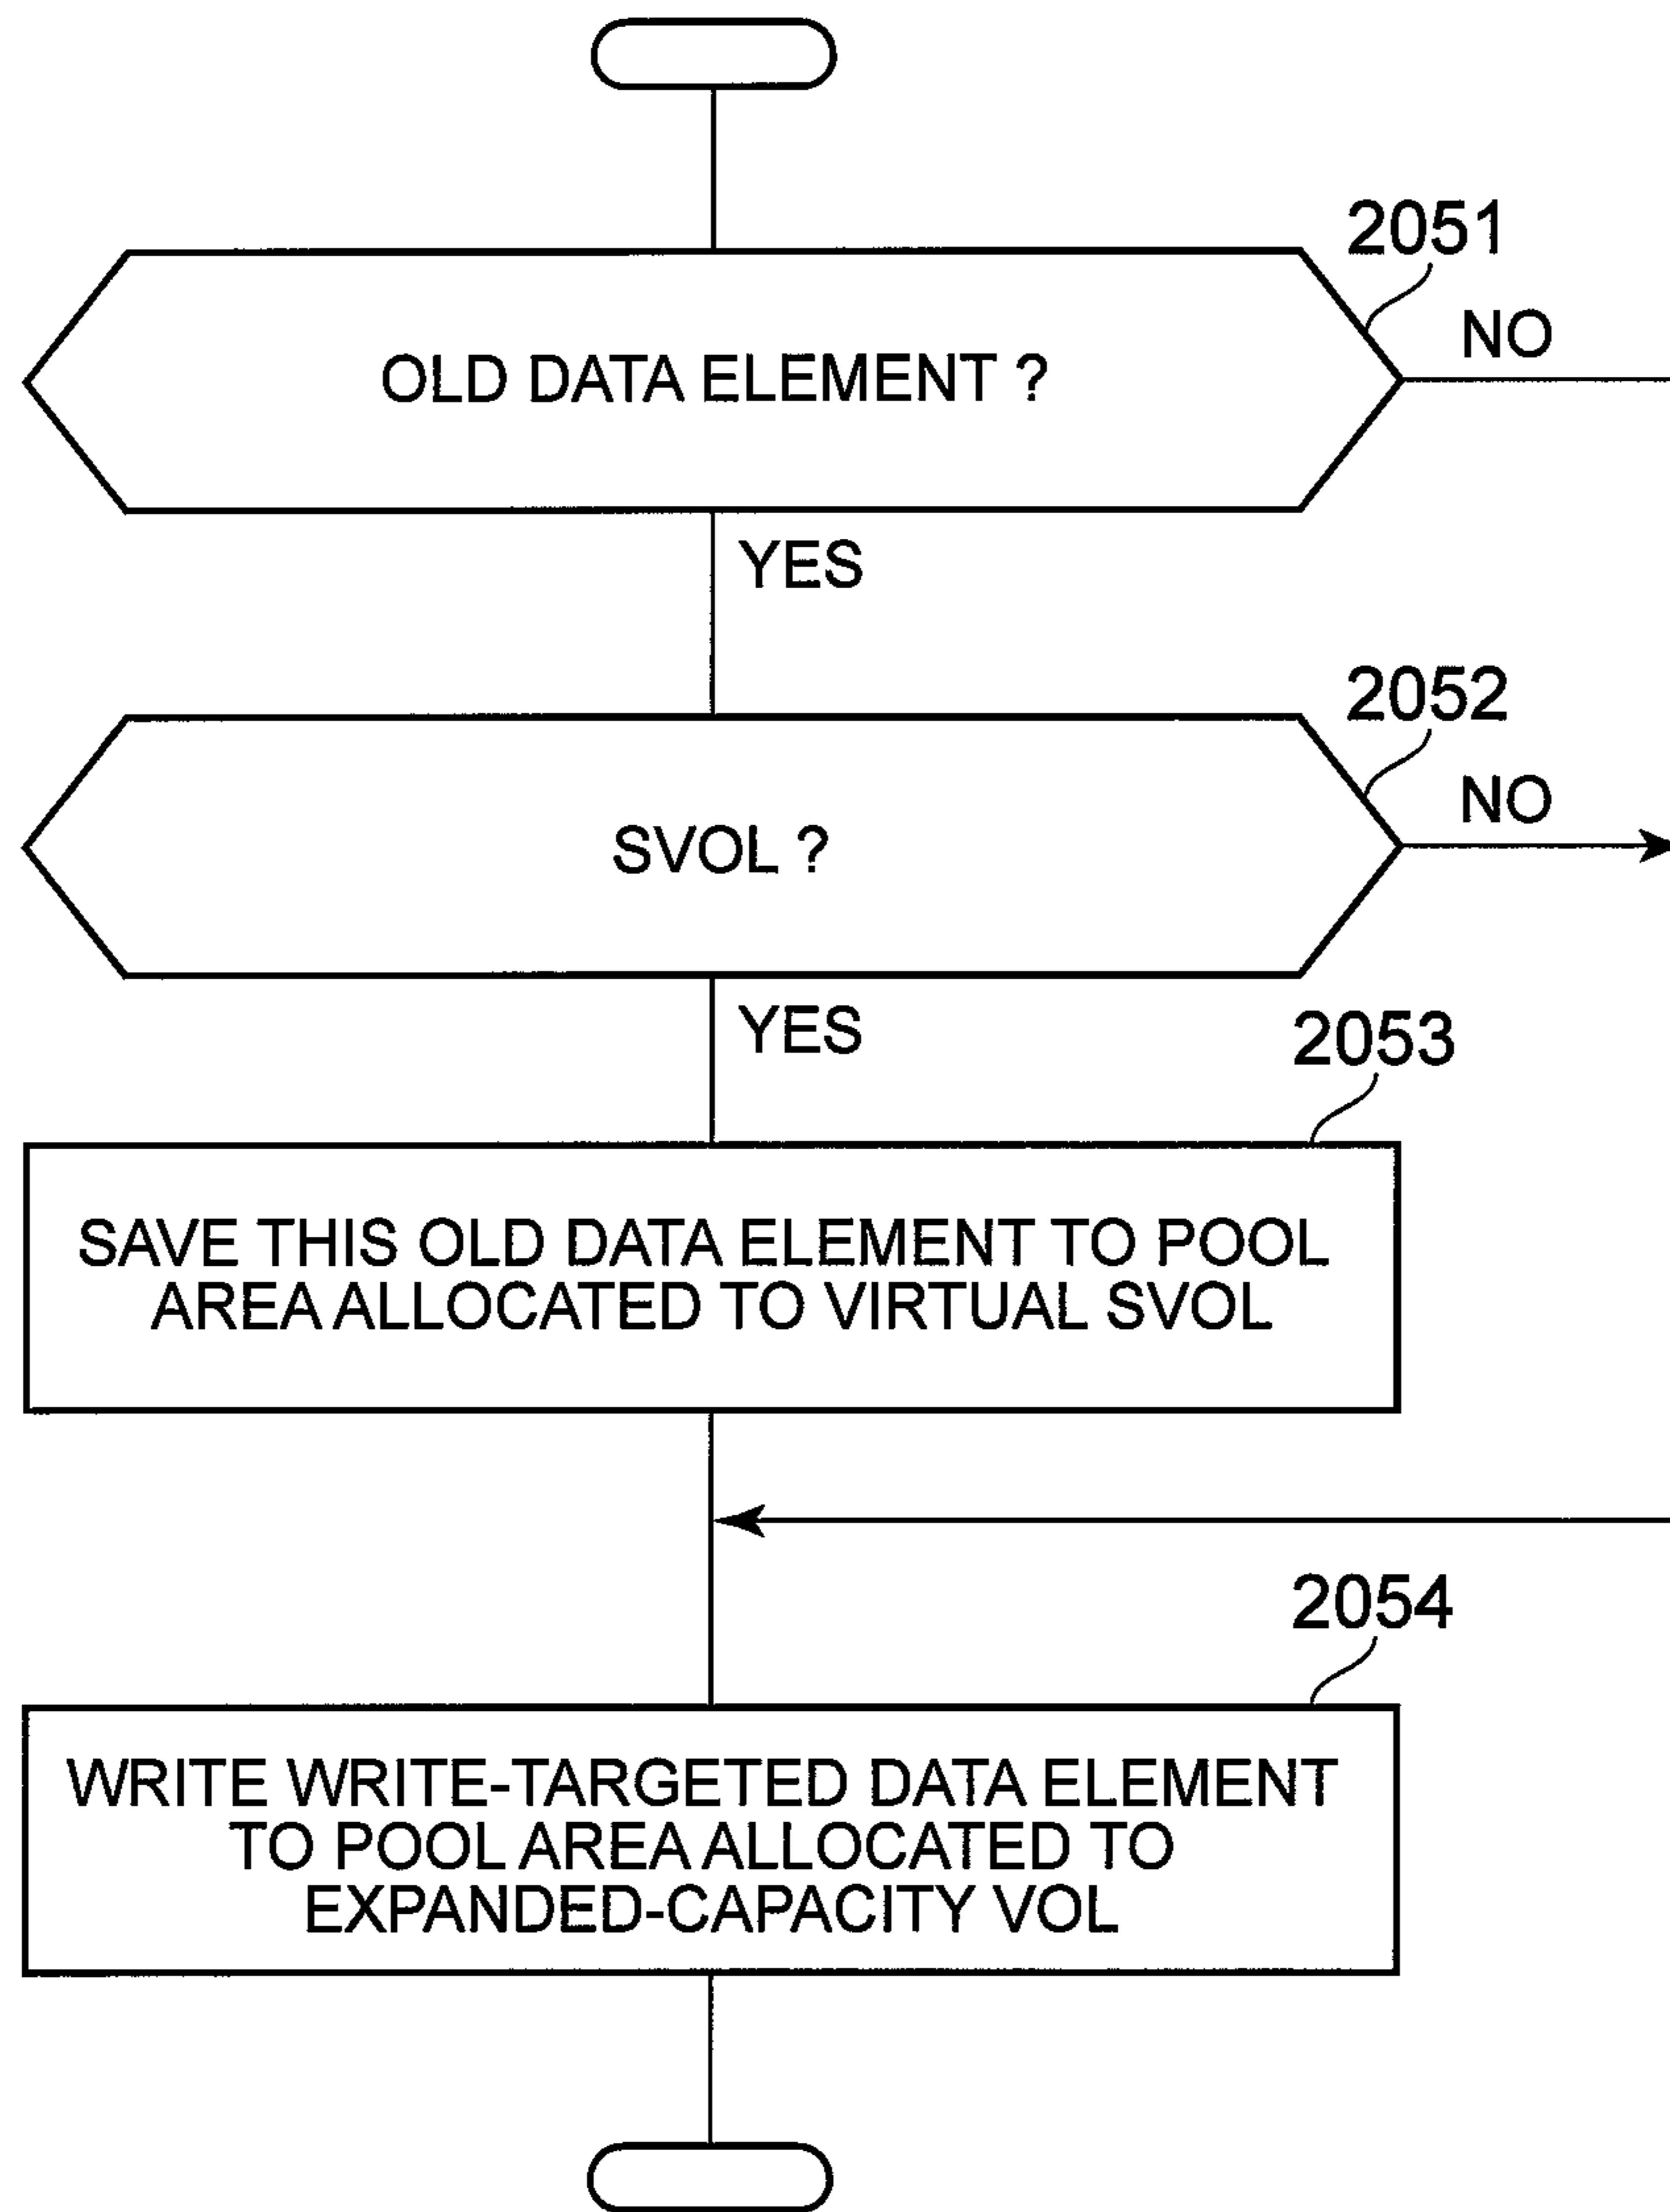 2051
NO
OLD DATA ELEMENT ?
YES
2052
NO
SVOL ?
YES
2053
SAVE THIS OLD DATA ELEMENT TO POOL
AREA ALLOCATED TO VIRTUAL SVOL
2054
WRITE WRITE-TARGETED DATA ELEMENT
TO POOL AREA ALLOCATED TO
EXPANDED-CAPACITY VOL